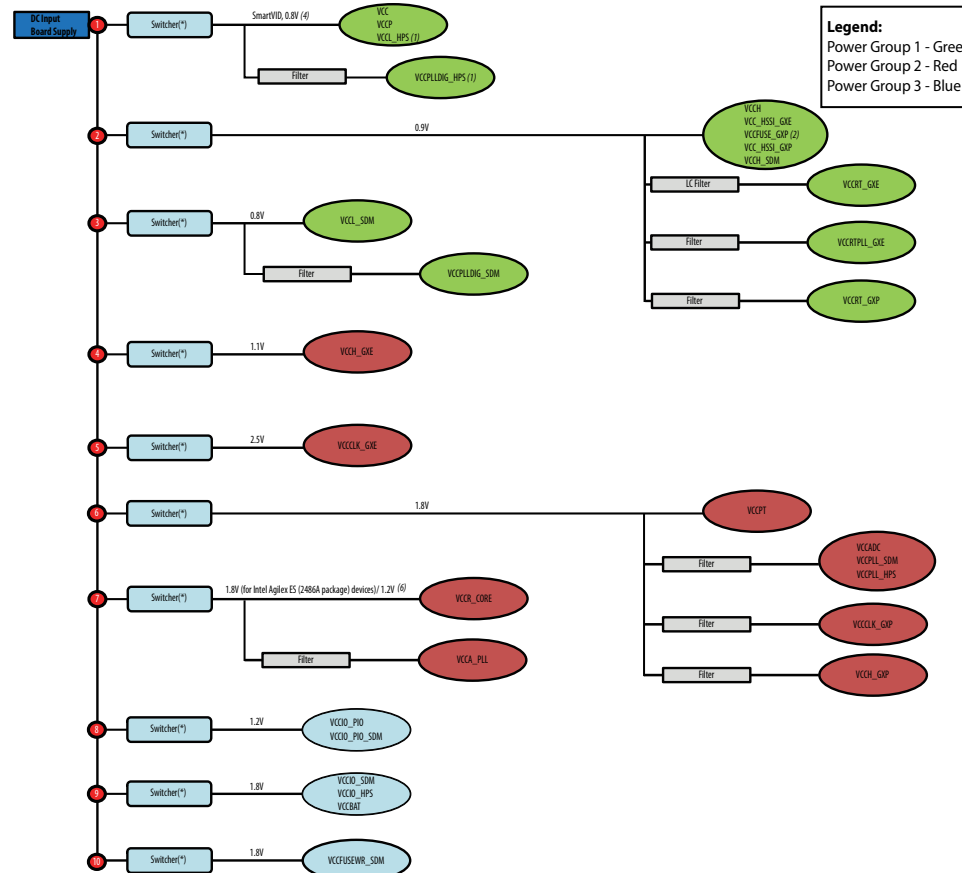 DC Input
Board Supply
1
Switcher(*)
SmartVID, 0.8V (4)
VCC
VCCP
VCCL_HPS (1)
Filter
VCCPLLDIG_HPS (1)
Legend:
Power Group 1 - Gree
Power Group 2 - Red
Power Group 3 - Blue
2
Switcher(*)
0.9V
VCCH
VCC_HSSI_GXE
VCCFUSE_GXP (2)
VCC_HSSI_GXP
VCCH_SDM
LC Filter
VCCRT_GXE
Filter
VCCRTPLL_GXE
Filter
VCCRT_GXP
3
Switcher(*)
0.8V
VCCL_SDM
Filter
VCCPLLDIG_SDM
4
Switcher(*)
1.1V
VCCH_GXE
5
Switcher(*)
2.5V
VCCCLK_GXE
6
Switcher(*)
1.8V
VCCPT
Filter
VCCADC
VCCPLL_SDM
VCCPLL_HPS
Filter
VCCCLK_GXP
Filter
VCCH_GXP
7
Switcher(*)
1.8V (for Intel Agilex ES (2486A package) devices)/ 1.2V (6)
VCCR_CORE
Filter
VCCA_PLL
8
Switcher(*)
1.2V
VCCIO_PIO
VCCIO_PIO_SDM
9
Switcher(*)
1.8V
VCCIO_SDM
VCCIO_HPS
VCCBAT
10
Switcher(*)
1.8V
VCCFUSEWR_SDM